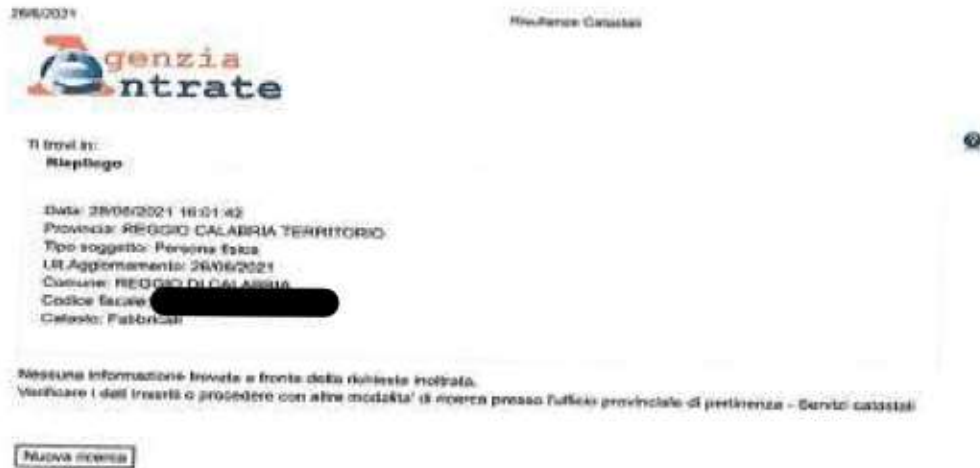 28/6/2021 Risultanze Catastali
Agenzia
Entrate
Ti trovi in:
Riepilogo
Data: 28/06/2021 16:01:42
Provincia: REGGIO CALABRIA TERRITORIO
Tipo soggetto: Persona fisica
Ult.Aggiornamento: 26/06/2021
Comune: REGGIO DI CALABRIA
Codice fiscale
Catasto: Fabbricati
Nessuna informazione trovata a fronte della richiesta inoltrata.
Verificare i dati inseriti o procedere con altre modalita' di ricerca presso l'ufficio provinciale di pertinenza - Servizi catastali
Nuova ricerca